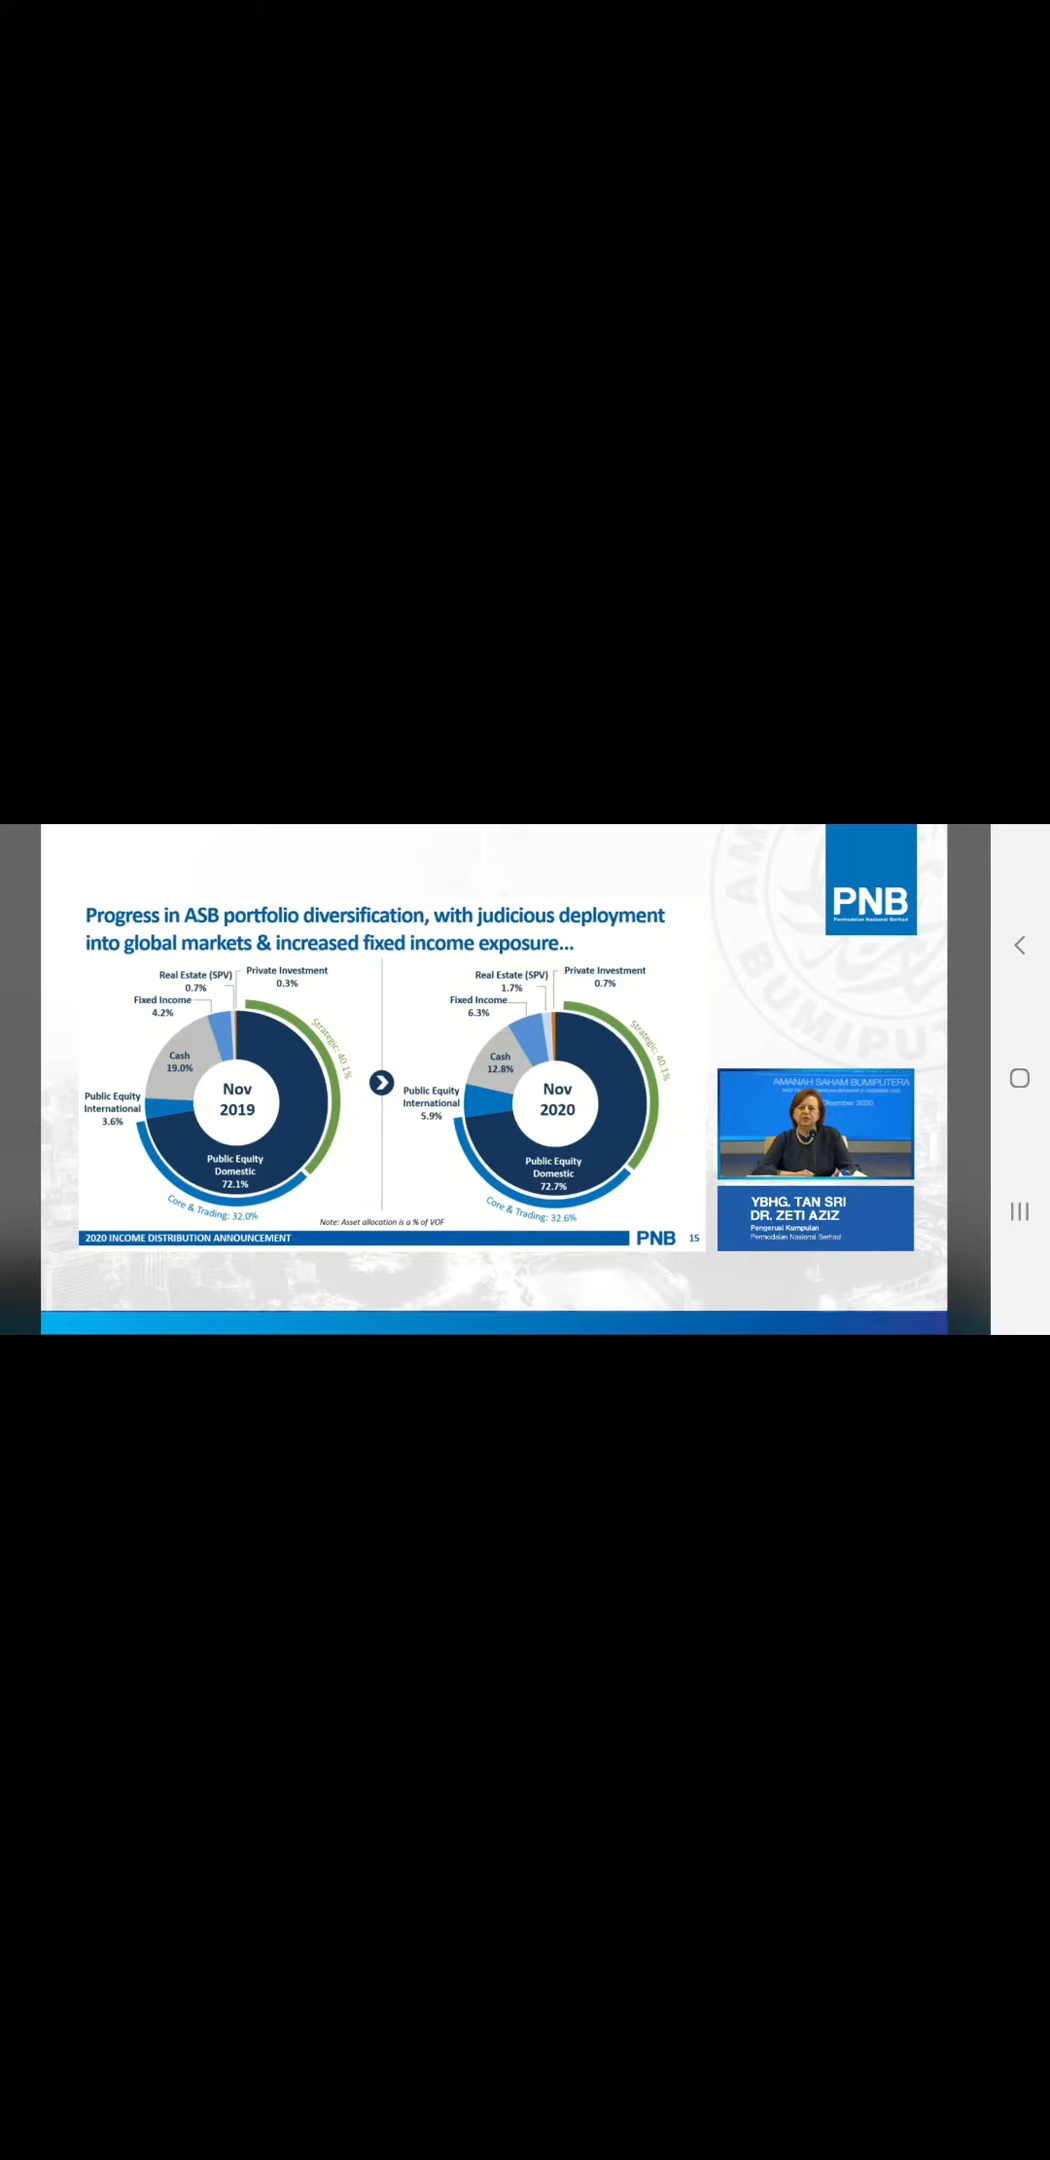 PNB
Permodalan Nasional Berhad
Progress in ASB portfolio diversification, with judicious deployment
into global markets & increased fixed income exposure...
Real Estate (SPV)
0.7%
Private Investment
0.3%
Fixed Income
4.2%
Cash
19.0%
Public Equity
International
3.6%
Nov
2019
Public Equity
Domestic
72.1%
Strategic: 40.1%
Core & Trading: 32.0%
Real Estate (SPV)
1.7%
Private Investment
0.7%
Fixed Income
6.3%
Cash
12.8%
Public Equity
International
5.9%
Nov
2020
Public Equity
Domestic
72.7%
Strategic: 40.1%
Core & Trading: 32.6%
Note: Asset allocation is a % of VOF
2020 INCOME DISTRIBUTION ANNOUNCEMENT
PNB 15
AM
BUMIPUT
AMANAH SAHAM BUMIPUTERA
Disember 2020
YBHG. TAN SRI
DR. ZETI AZIZ
Pengerusi Kumpulan
Permodalan Nasional Berhad